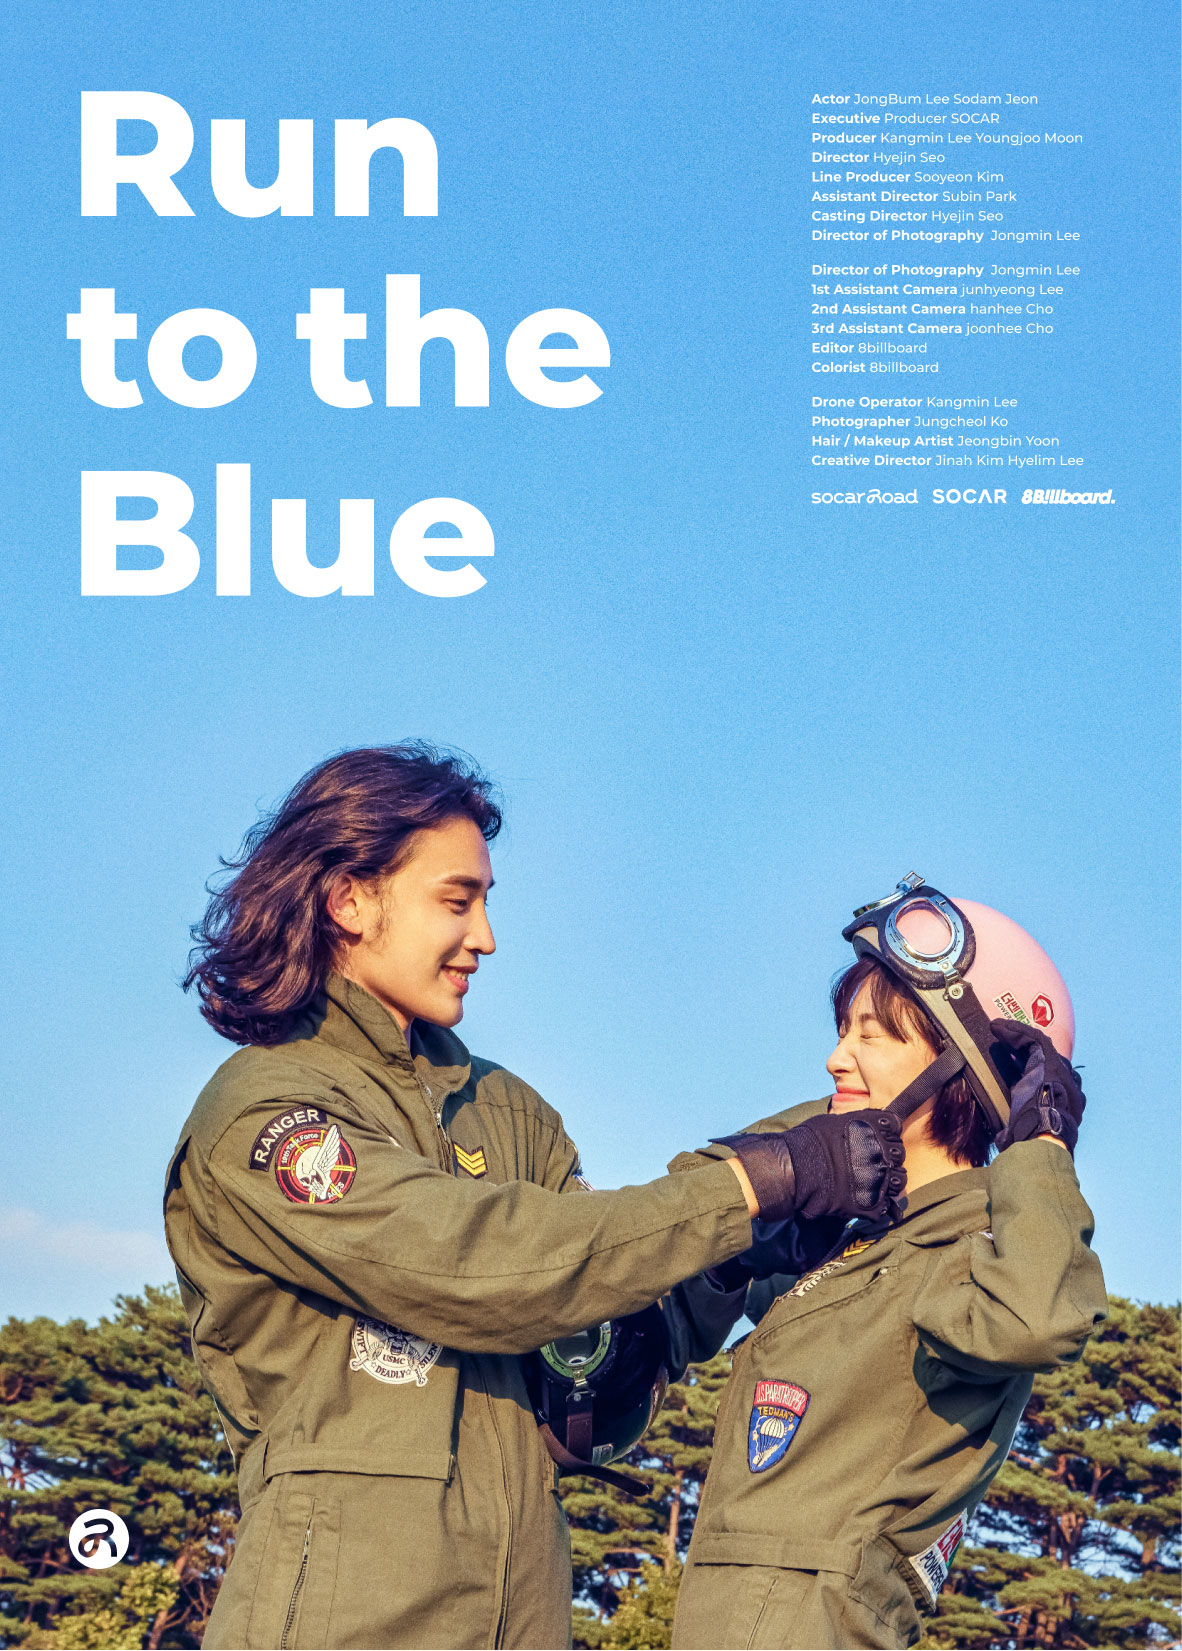 Run
to the
Blue
Actor JongBum Lee Sodam Jeon
Executive Producer SOCAR
Producer Kangmin Lee Youngjoo Moon
Director Hyejin Seo
Line Producer Sooyeon Kim
Assistant Director Subin Park
Casting Director Hyejin Seo
Director of Photography Jongmin Lee
Director of Photography Jongmin Lee
1st Assistant Camera junhyeong Lee
2nd Assistant Camera hanhee Cho
3rd Assistant Camera joonhee Cho
Editor 8billboard
Colorist 8billboard
Drone Operator Kangmin Lee
Photographer Jungcheol Ko
Hair / Makeup Artist Jeongbin Yoon
Creative Director Jinah Kim Hyelim Lee
socarRoad SOCAR 8B!llboard.
RANGER
Task Force
SWIFT
USMC
DEADLY
U.S. PARATROOPER
TEDMAN'S
R